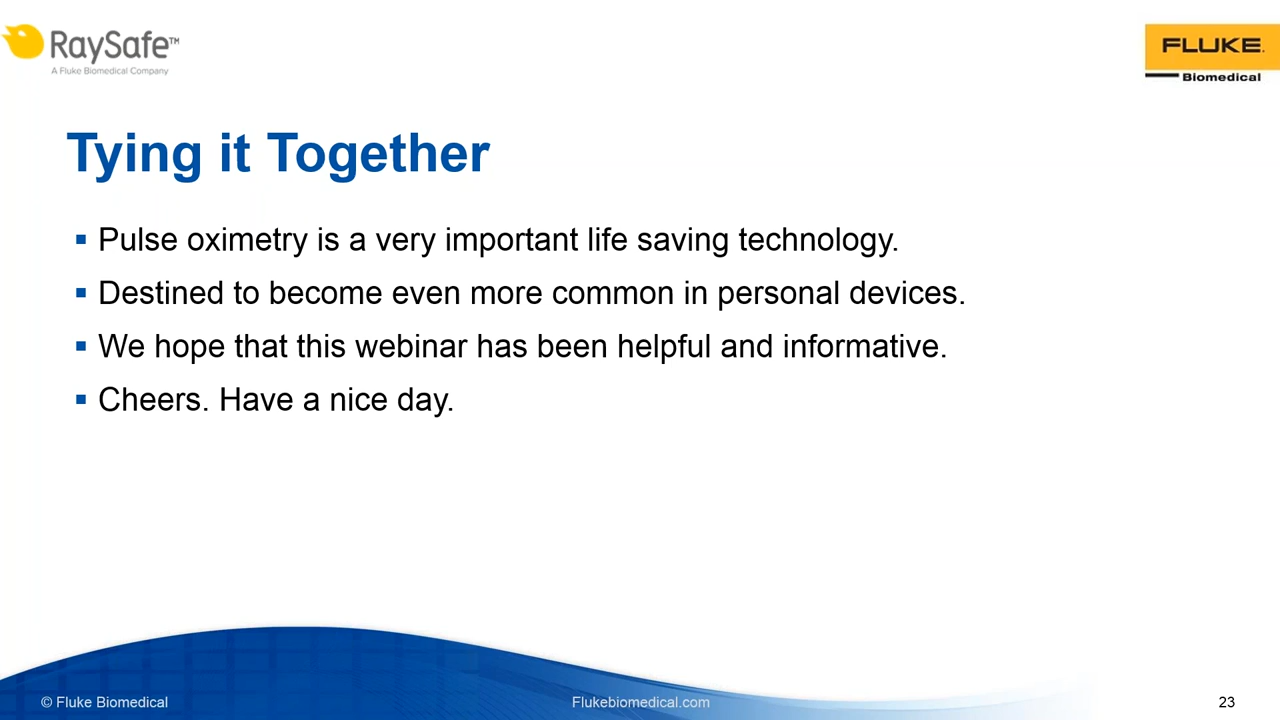 RaySafe™
A Fluke Biomedical Company
FLUKE®
Biomedical
Tying it Together
▪ Pulse oximetry is a very important life saving technology.
▪ Destined to become even more common in personal devices.
▪ We hope that this webinar has been helpful and informative.
▪ Cheers. Have a nice day.
© Fluke Biomedical
Flukebiomedical.com
23